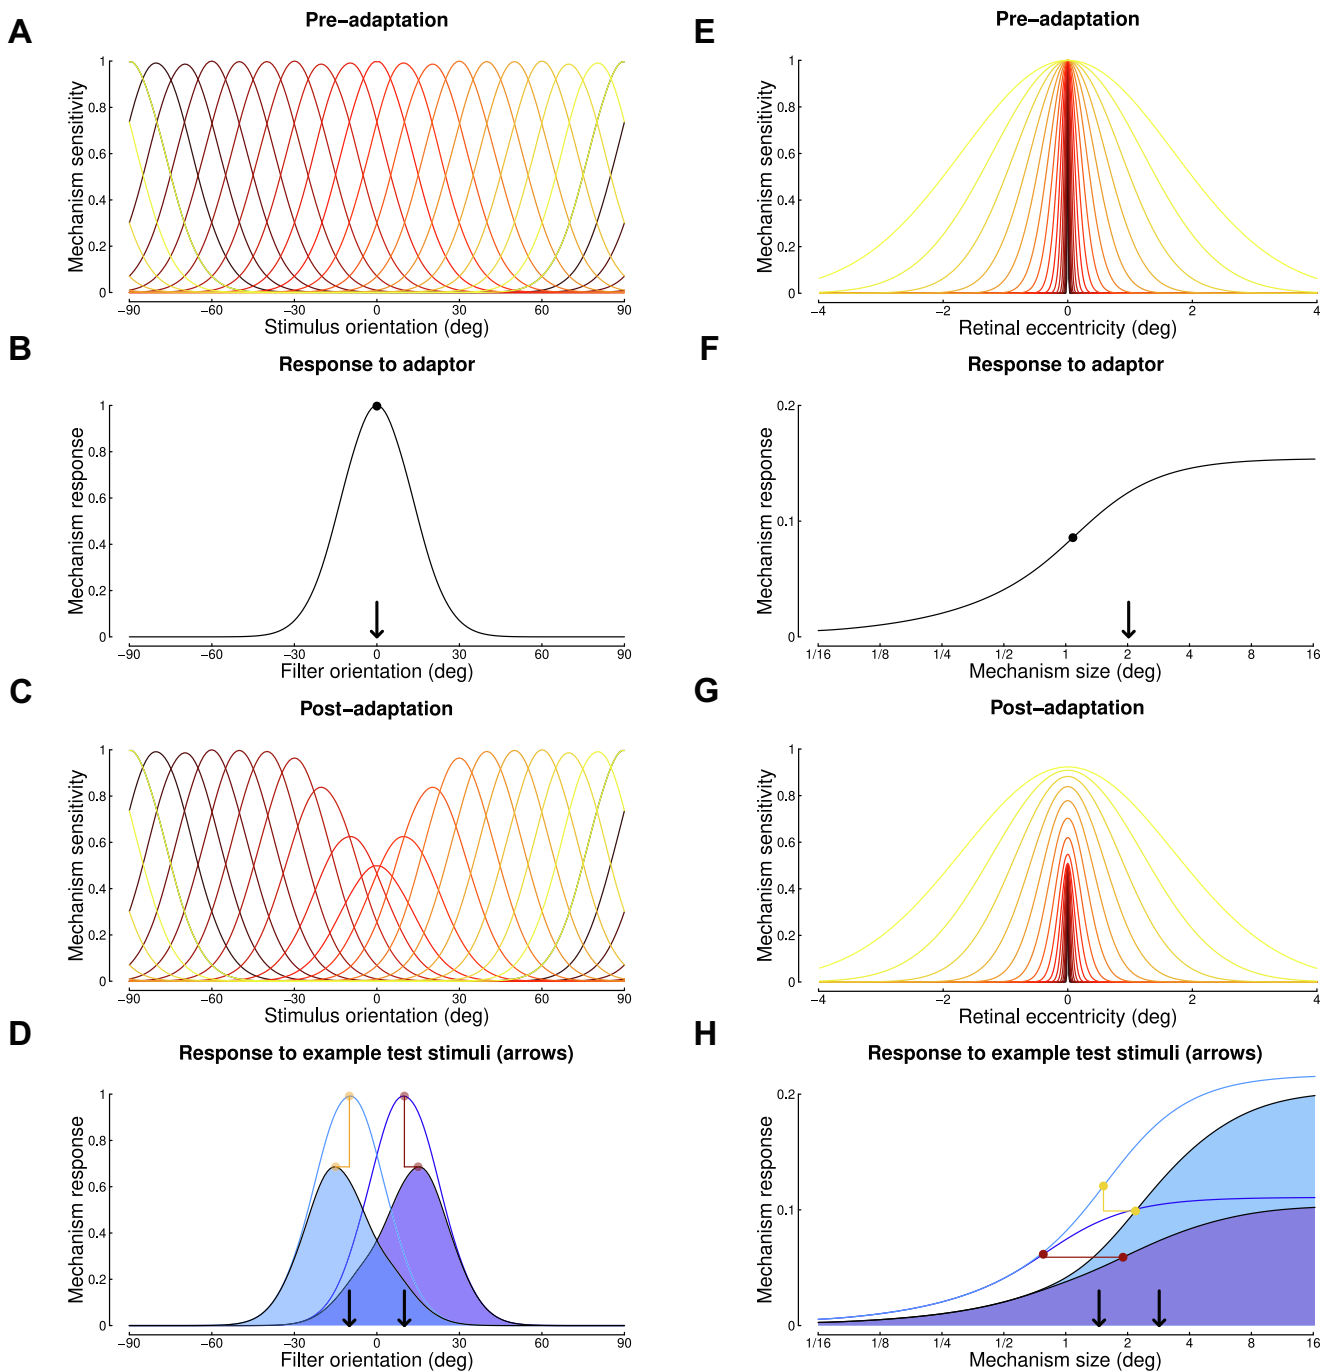 A
Pre−adaptation
Mechanism sensitivity
1
0.8
0.6
0.4
0.2
0
−90 −60 −30 0 30 60 90
Stimulus orientation (deg)
B
Response to adaptor
Mechanism response
1
0.8
0.6
0.4
0.2
0
−90 −60 −30 0 30 60 90
Filter orientation (deg)
C
Post−adaptation
Mechanism sensitivity
1
0.8
0.6
0.4
0.2
0
−90 −60 −30 0 30 60 90
Stimulus orientation (deg)
D
Response to example test stimuli (arrows)
Mechanism response
1
0.8
0.6
0.4
0.2
0
−90 −60 −30 0 30 60 90
Filter orientation (deg)
E
Pre−adaptation
Mechanism sensitivity
1
0.8
0.6
0.4
0.2
0
−4 −2 0 2 4
Retinal eccentricity (deg)
F
Response to adaptor
Mechanism response
0.2
0.1
0
1/16 1/8 1/4 1/2 1 2 4 8 16
Mechanism size (deg)
G
Post−adaptation
Mechanism sensitivity
1
0.8
0.6
0.4
0.2
0
−4 −2 0 2 4
Retinal eccentricity (deg)
H
Response to example test stimuli (arrows)
Mechanism response
0.2
0.1
0
1/16 1/8 1/4 1/2 1 2 4 8 16
Mechanism size (deg)